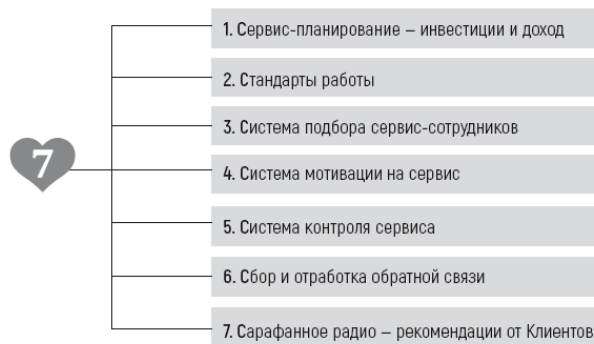 1. Сервис-планирование – инвестиции и доход
2. Стандарты работы
3. Система подбора сервис-сотрудников
7
4. Система мотивации на сервис
5. Система контроля сервиса
6. Сбор и отработка обратной связи
7. Сарафанное радио – рекомендации от Клиентов